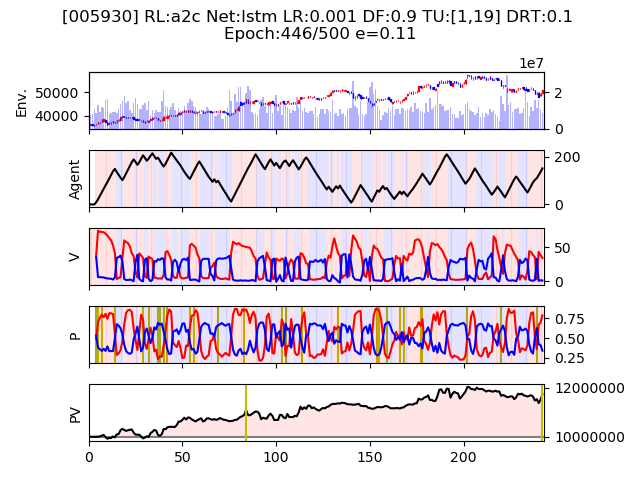 [005930] RL:a2c Net:lstm LR:0.001 DF:0.9 TU:[1,19] DRT:0.1
Epoch:446/500 e=0.11
1e7
Env.
50000
40000
2
0
Agent
200
0
V
50
0
P
0.75
0.50
0.25
PV
12000000
10000000
0 50 100 150 200